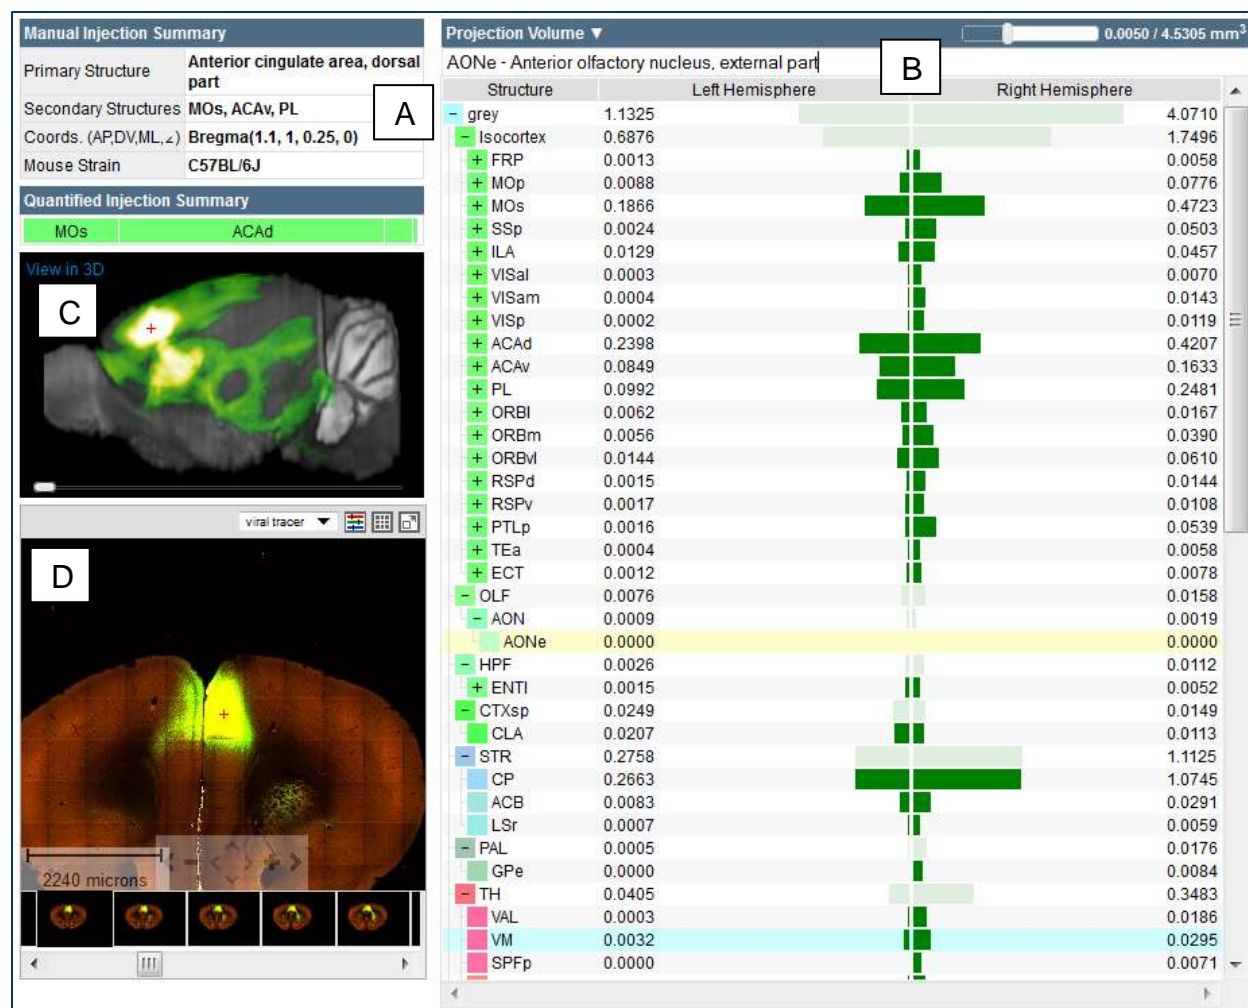 Manual Injection Summary
Primary Structure Anterior cingulate area, dorsal part
Secondary Structures MOs, ACAv, PL
Coords. (AP,DV,ML,∠) Bregma(1.1, 1, 0.25, 0)
Mouse Strain C57BL/6J
A
Quantified Injection Summary
MOs ACAd
View in 3D
C
viral tracer ▼
D
2240 microns
Projection Volume ▼ 0.0050 / 4.5305 mm³
AONe - Anterior olfactory nucleus, external part
B
Structure Left Hemisphere Right Hemisphere
grey 1.1325 4.0710
Isocortex 0.6876 1.7496
FRP 0.0013 0.0058
MOp 0.0088 0.0776
MOs 0.1866 0.4723
SSp 0.0024 0.0503
ILA 0.0129 0.0457
VISal 0.0003 0.0070
VISam 0.0004 0.0143
VISp 0.0002 0.0119
ACAd 0.2398 0.4207
ACAv 0.0849 0.1633
PL 0.0992 0.2481
ORBl 0.0062 0.0167
ORBm 0.0056 0.0390
ORBvl 0.0144 0.0610
RSPd 0.0015 0.0144
RSPv 0.0017 0.0108
PTLp 0.0016 0.0539
TEa 0.0004 0.0058
ECT 0.0012 0.0078
OLF 0.0076 0.0158
AON 0.0009 0.0019
AONe 0.0000 0.0000
HPF 0.0026 0.0112
ENTl 0.0015 0.0052
CTXsp 0.0249 0.0149
CLA 0.0207 0.0113
STR 0.2758 1.1125
CP 0.2663 1.0745
ACB 0.0083 0.0291
LSr 0.0007 0.0059
PAL 0.0005 0.0176
GPe 0.0000 0.0084
TH 0.0405 0.3483
VAL 0.0003 0.0186
VM 0.0032 0.0295
SPFp 0.0000 0.0071